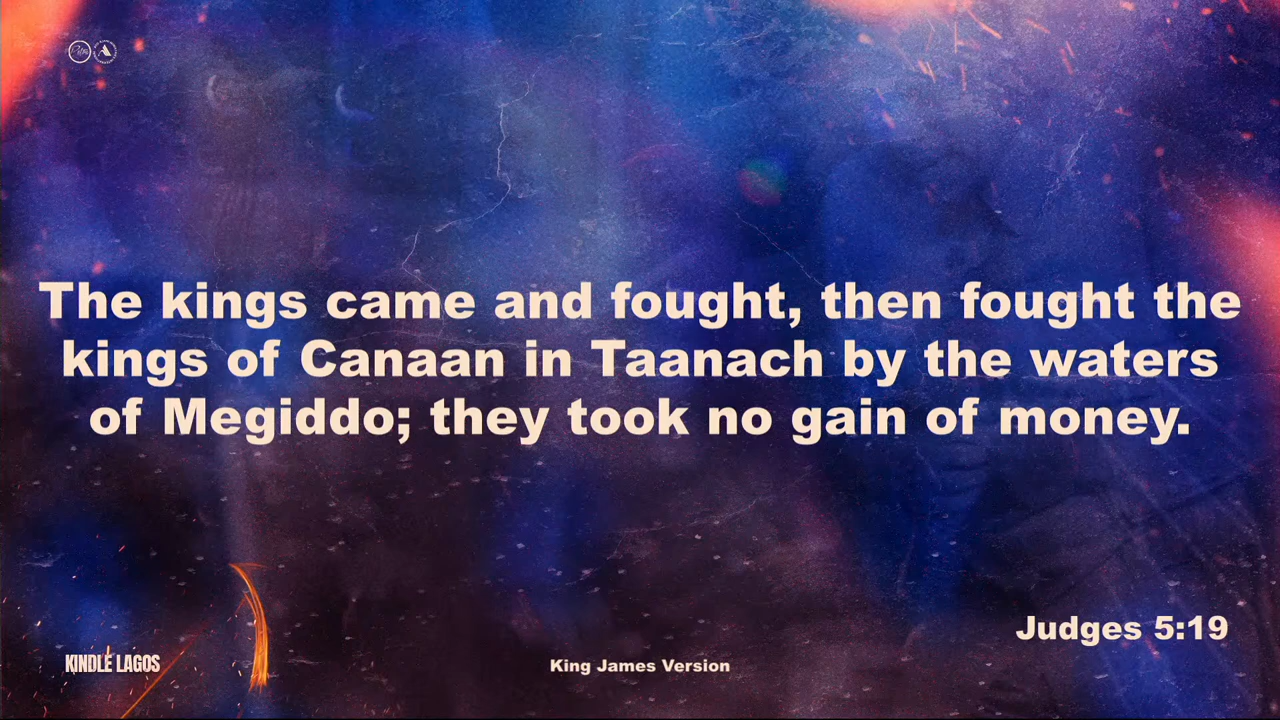 The kings came and fought, then fought the
kings of Canaan in Taanach by the waters
of Megiddo; they took no gain of money.
Judges 5:19
KINDLE LAGOS
King James Version